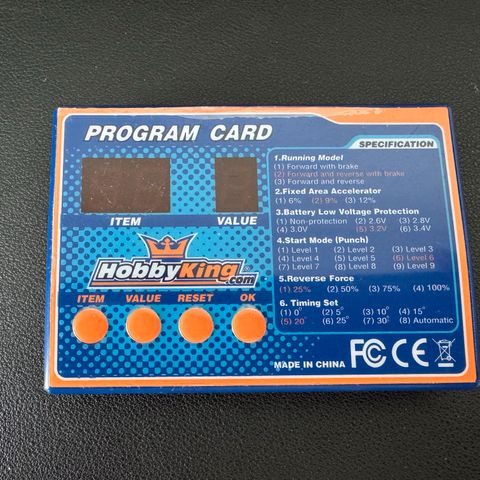 PROGRAM CARD
SPECIFICATION
ITEM VALUE
HobbyKing
.com
ITEM VALUE RESET OK
1.Running Model
(1) Forward with brake
(2) Forward and reverse with brake
(3) Forward and reverse
2.Fixed Area Accelerator
(1) 6% (2) 9% (3) 12%
3.Battery Low Voltage Protection
(1) Non-protection (2) 2.6V (3) 2.8V
(4) 3.0V (5) 3.2V (6) 3.4V
4.Start Mode (Punch)
(1) Level 1 (2) Level 2 (3) Level 3
(4) Level 4 (5) Level 5 (6) Level 6
(7) Level 7 (8) Level 8 (9) Level 9
5.Reverse Force
(1) 25% (2) 50% (3) 75% (4) 100%
6. Timing Set
(1) 0° (2) 5° (3) 10° (4) 15°
(5) 20° (6) 25° (7) 30° (8) Automatic
MADE IN CHINA FC CE